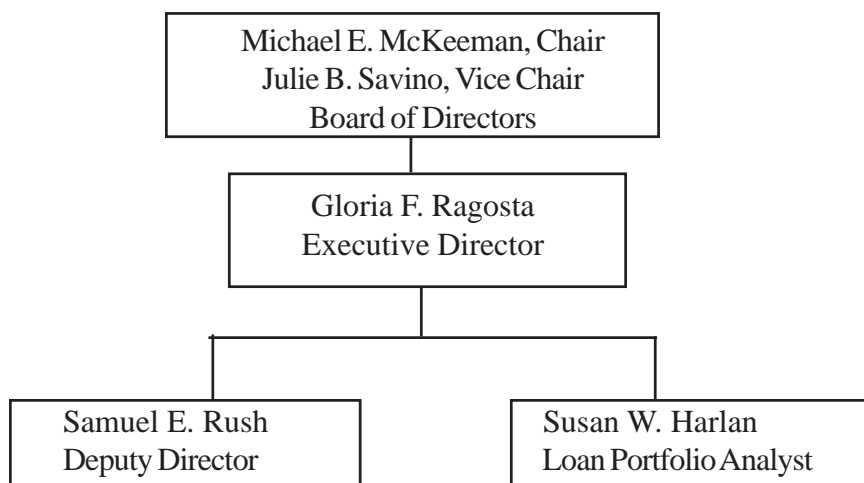 Michael E. McKeeman, Chair
Julie B. Savino, Vice Chair
Board of Directors
Gloria F. Ragosta
Executive Director
Samuel E. Rush
Deputy Director
Susan W. Harlan
Loan Portfolio Analyst